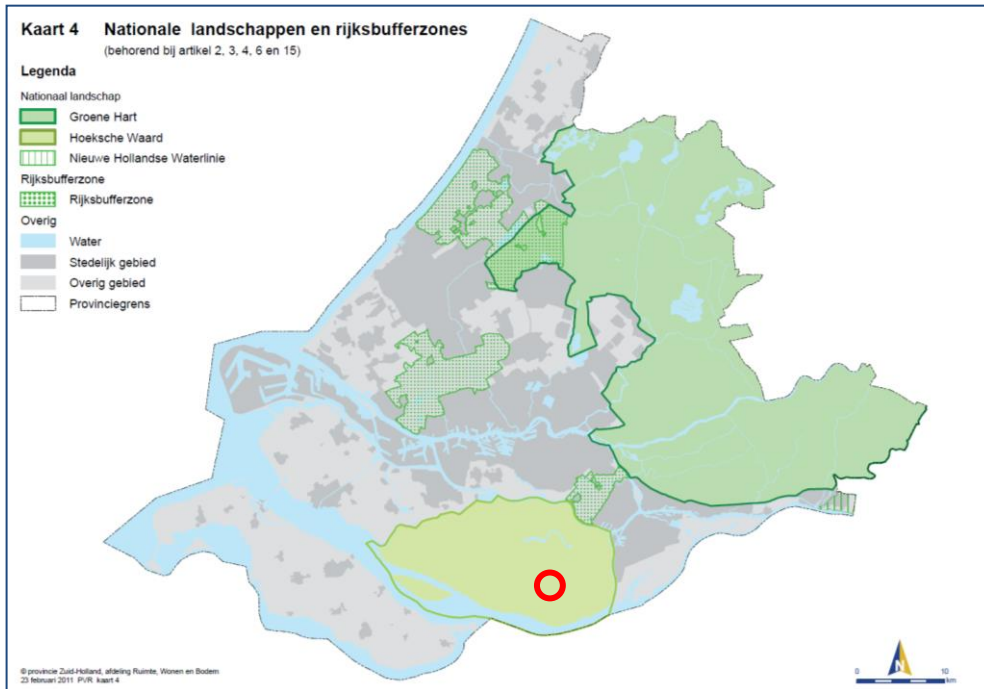 Kaart 4 Nationale landschappen en rijksbufferzones
(behorend bij artikel 2, 3, 4, 6 en 15)
Legenda
Nationaal landschap
Groene Hart
Hoeksche Waard
Nieuwe Hollandse Waterlinie
Rijksbufferzone
Rijksbufferzone
Overig
Water
Stedelijk gebied
Overig gebied
Provinciegrens
© provincie Zuid-Holland, afdeling Ruimte, Wonen en Bodem
23 februari 2011 PVR kaart 4
N
0 10
km